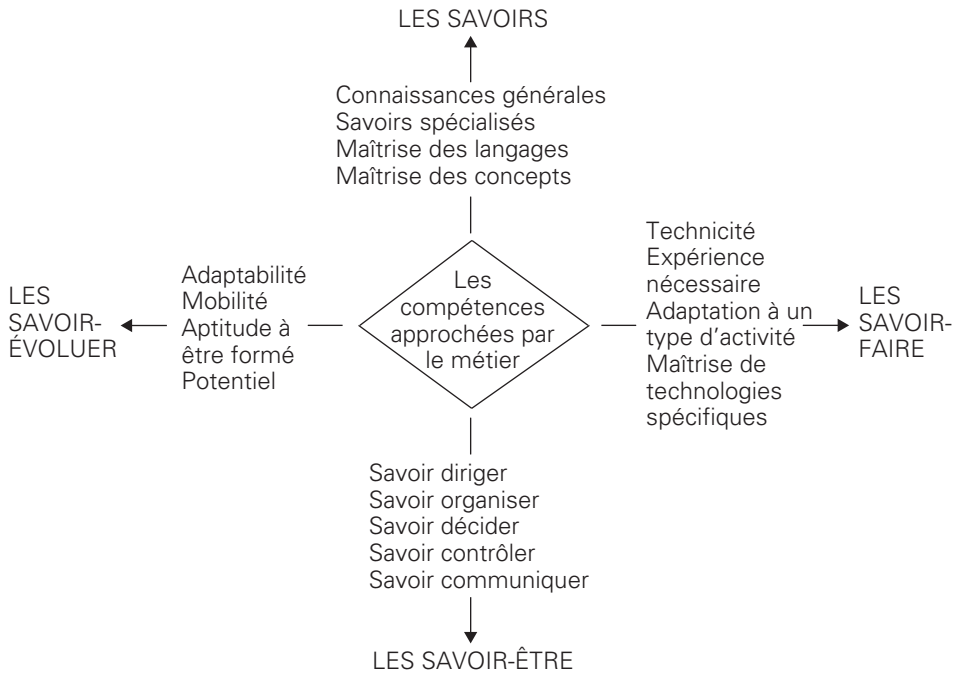 LES SAVOIRS
Connaissances générales
Savoirs spécialisés
Maîtrise des langages
Maîtrise des concepts
LES
SAVOIR-
ÉVOLUER
Adaptabilité
Mobilité
Aptitude à
être formé
Potentiel
Les
compétences
approchées par
le métier
Technicité
Expérience
nécessaire
Adaptation à un
type d’activité
Maîtrise de
technologies
spécifiques
LES
SAVOIR-
FAIRE
Savoir diriger
Savoir organiser
Savoir décider
Savoir contrôler
Savoir communiquer
LES SAVOIR-ÊTRE